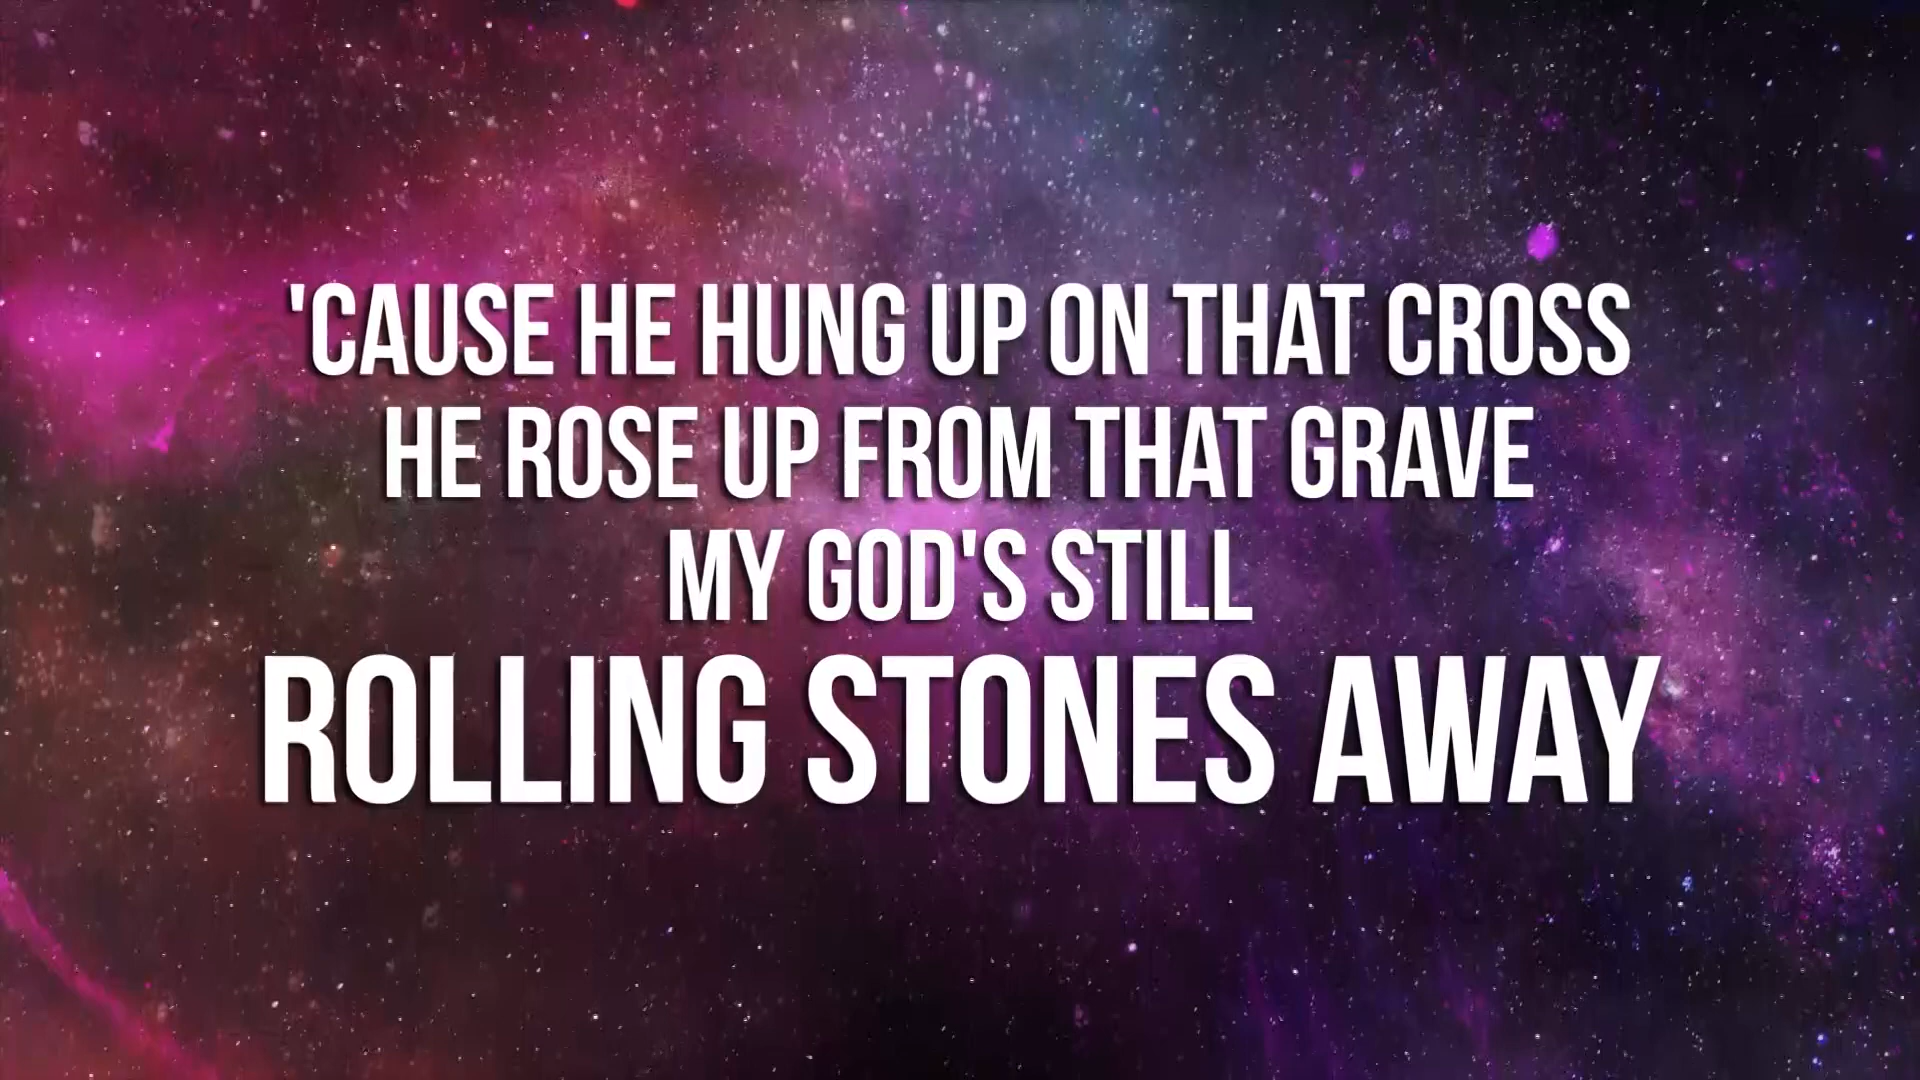 'CAUSE HE HUNG UP ON THAT CROSS
HE ROSE UP FROM THAT GRAVE
MY GOD'S STILL
ROLLING STONES AWAY